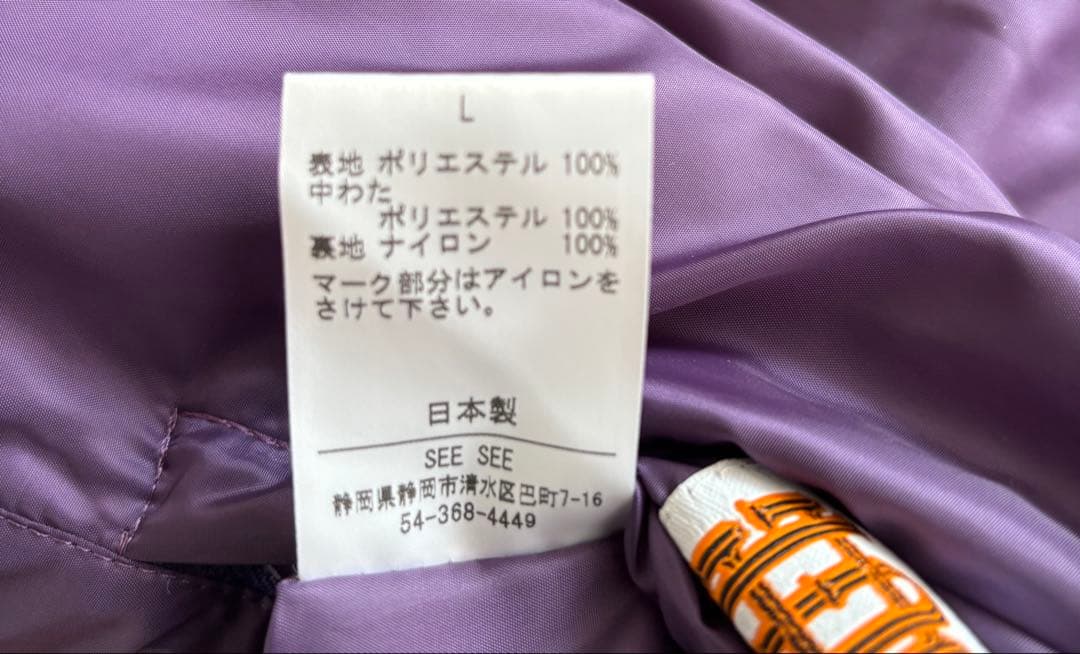 L
表地 ポリエステル 100%
中わた
ポリエステル 100%
裏地 ナイロン 100%
マーク部分はアイロンを
さけて下さい。
日本製
SEE SEE
静岡県静岡市清水区巴町7-16
54-368-4449